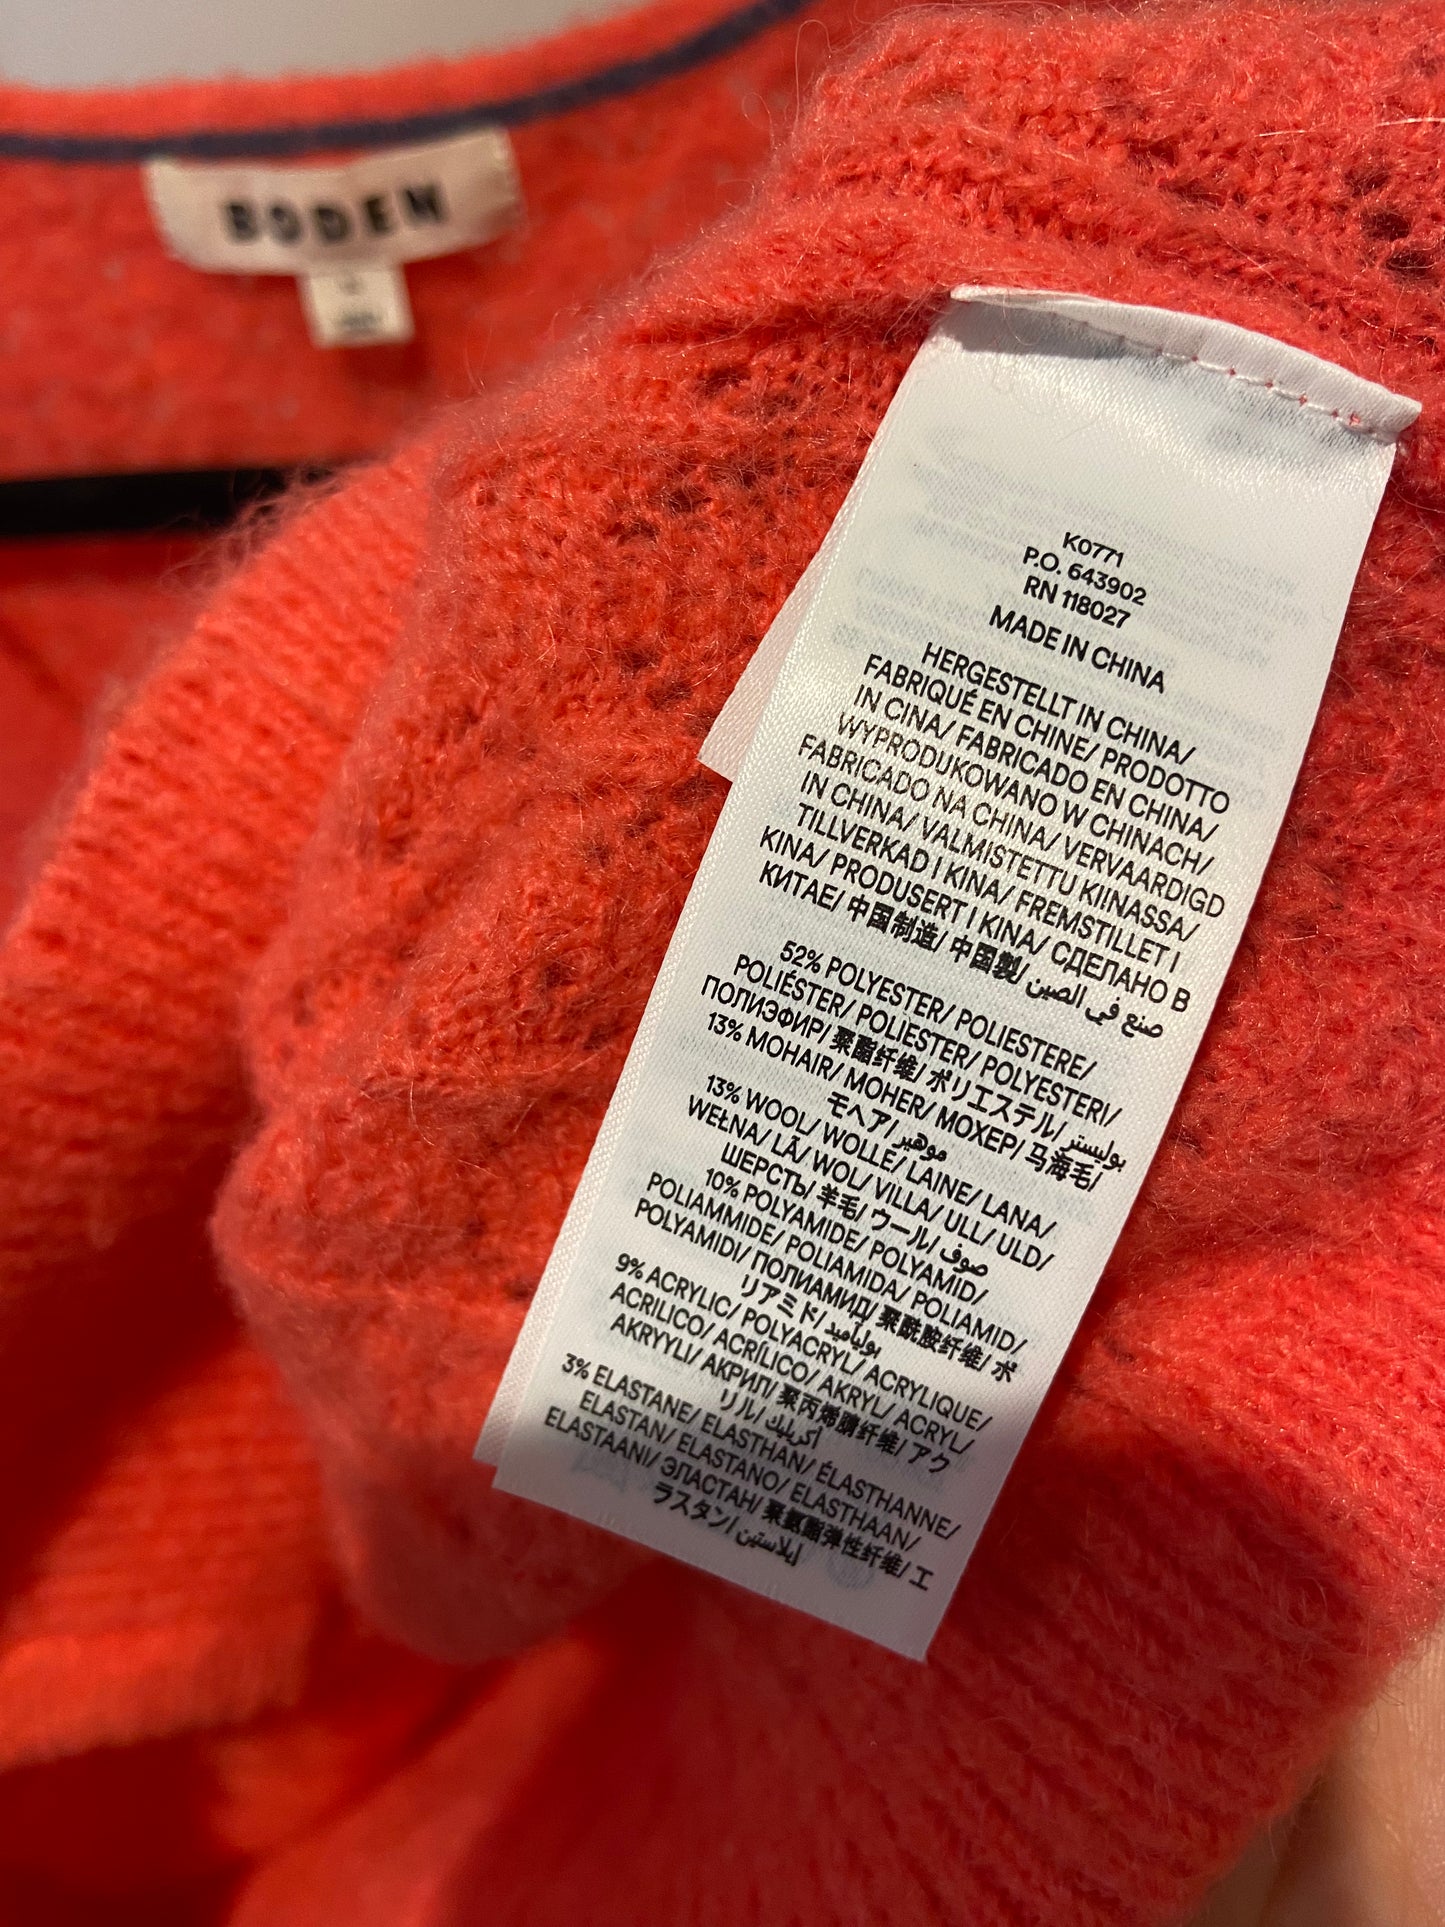 BODEN
K0771
P.O. 643902
RN 118027
MADE IN CHINA
HERGESTELLT IN CHINA/
FABRIQUÉ EN CHINE/ PRODOTTO
IN CINA/ FABRICADO EN CHINA/
WYPRODUKOWANO W CHINACH/
FABRICADO NA CHINA/ VERVAARDIGD
IN CHINA/ VALMISTETTU KIINASSA/
TILLVERKAD I KINA/ FREMSTILLET I
KINA/ PRODUSERT I KINA/ СДЕЛАНО В
КИТАЕ/ 中国制造/ 中国製/ صنع في الصين
52% POLYESTER/ POLIESTERE/
POLIÉSTER/ POLIESTER/ POLYESTERI/
ПОЛИЭФИР/ 聚酯纤维/ ポリエステル/ بوليستر
13% MOHAIR/ MOHER/ МОХЕР/ 马海毛/
モヘア/ موهير
13% WOOL/ WOLLE/ LAINE/ LANA/
WEŁNA/ LÃ/ WOL/ VILLA/ ULL/ ULD/
ШЕРСТЬ/ 羊毛/ ウール/ صوف
10% POLYAMIDE/ POLYAMID/
POLIAMMIDE/ POLIAMIDA/ POLIAMID/
POLYAMIDI/ ПОЛИАМИД/ 聚酰胺纤维/ ポ
リアミド/ بولياميد
9% ACRYLIC/ POLYACRYL/ ACRYLIQUE/
ACRILICO/ ACRÍLICO/ AKRYL/ ACRYL/
AKRYYLI/ АКРИЛ/ 聚丙烯腈纤维/ アク
リル/ أكريليك
3% ELASTANE/ ELASTHAN/ ÉLASTHANNE/
ELASTAN/ ELASTANO/ ELASTHAAN/
ELASTAANI/ ЭЛАСТАН/ 聚氨酯弹性纤维/ エ
ラスタン/ إيلاستين